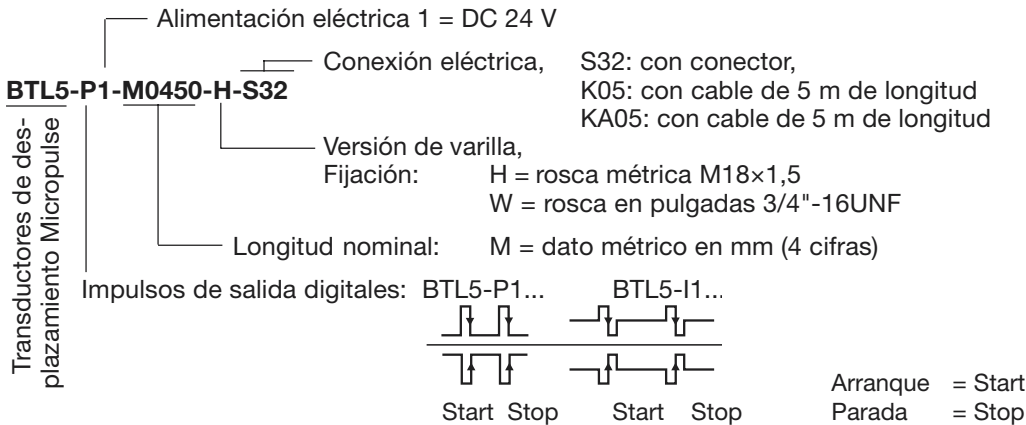 Alimentación eléctrica 1 = DC 24 V
Conexión eléctrica, S32: con conector,
BTL5-P1-M0450-H-S32
K05: con cable de 5 m de longitud
KA05: con cable de 5 m de longitud
Transductores de des-
plazamiento Micropulse
Versión de varilla,
Fijación: H = rosca métrica M18×1,5
W = rosca en pulgadas 3/4"-16UNF
Longitud nominal: M = dato métrico en mm (4 cifras)
Impulsos de salida digitales: BTL5-P1... BTL5-I1...
Start Stop Start Stop
Arranque = Start
Parada = Stop